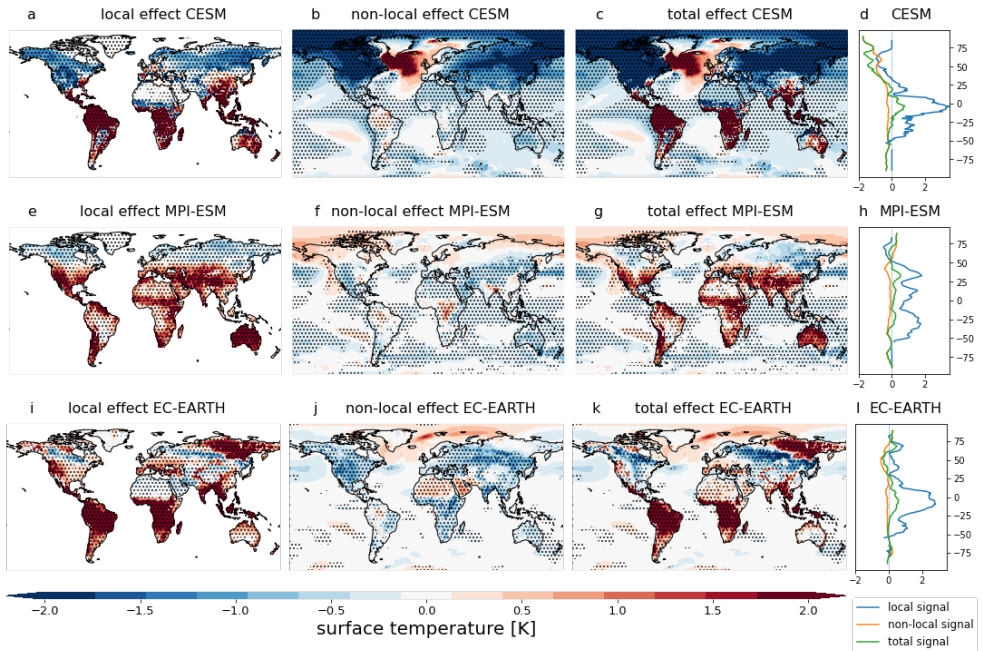 a local effect CESM b non-local effect CESM c total effect CESM d CESM
75
50
25
0
−25
−50
−75
−2 0 2
e local effect MPI-ESM f non-local effect MPI-ESM g total effect MPI-ESM h MPI-ESM
75
50
25
0
−25
−50
−75
−2 0 2
i local effect EC-EARTH j non-local effect EC-EARTH k total effect EC-EARTH l EC-EARTH
75
50
25
0
−25
−50
−75
−2 0 2
−2.0 −1.5 −1.0 −0.5 0.0 0.5 1.0 1.5 2.0
surface temperature [K]
local signal
non-local signal
total signal